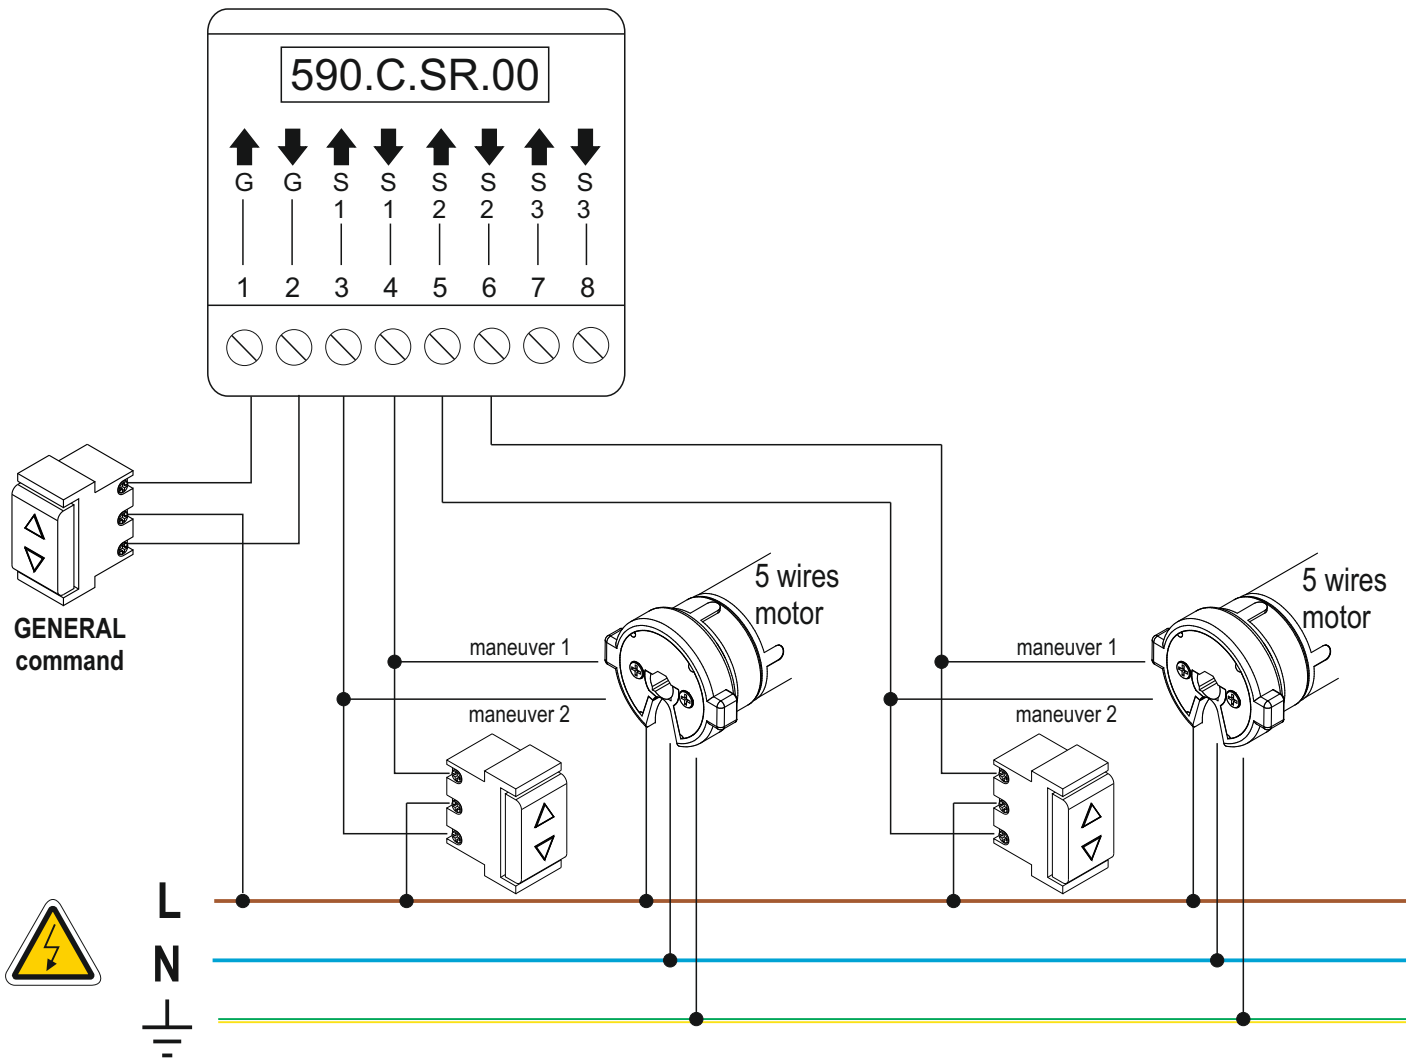 590.C.SR.00
G G S S S S S S
1 1 2 2 3 3
1 2 3 4 5 6 7 8
GENERAL
command
5 wires
motor
maneuver 1
maneuver 2
5 wires
motor
maneuver 1
maneuver 2
L
N